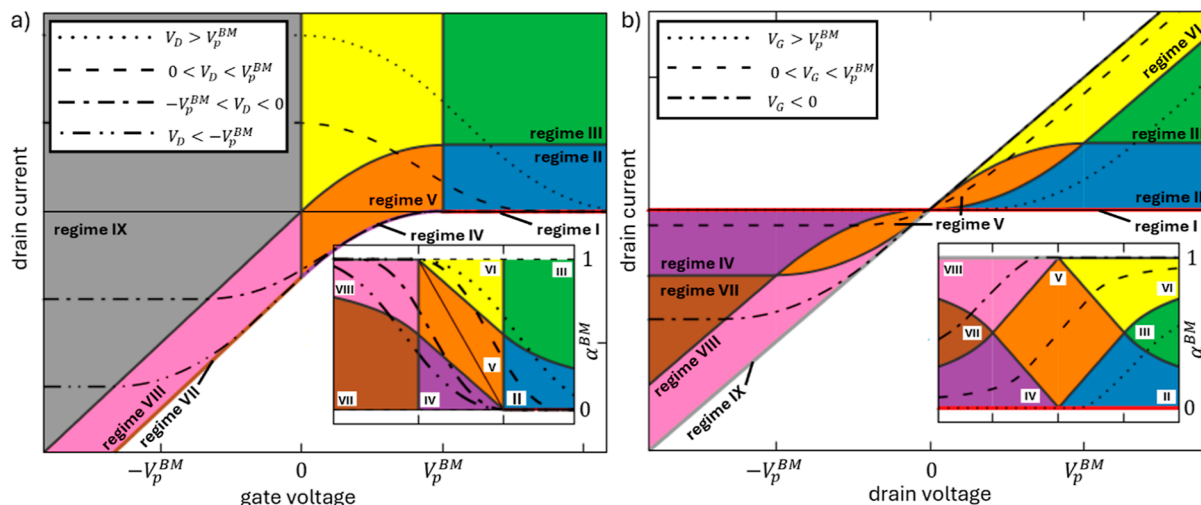 a)
V_D > V_p^{BM}
0 < V_D < V_p^{BM}
−V_p^{BM} < V_D < 0
V_D < −V_p^{BM}
regime III
regime II
regime V
regime I
regime IV
regime IX
regime VIII
regime VII
drain current
VI
III
VIII
V
VII
IV
II
1
0
α^{BM}
−V_p^{BM}
0
V_p^{BM}
gate voltage
b)
V_G > V_p^{BM}
0 < V_G < V_p^{BM}
V_G < 0
regime VI
regime III
regime II
regime I
regime V
regime IV
regime VII
regime VIII
regime IX
drain current
VIII
V
VI
VII
III
IV
II
1
0
α^{BM}
−V_p^{BM}
0
V_p^{BM}
drain voltage